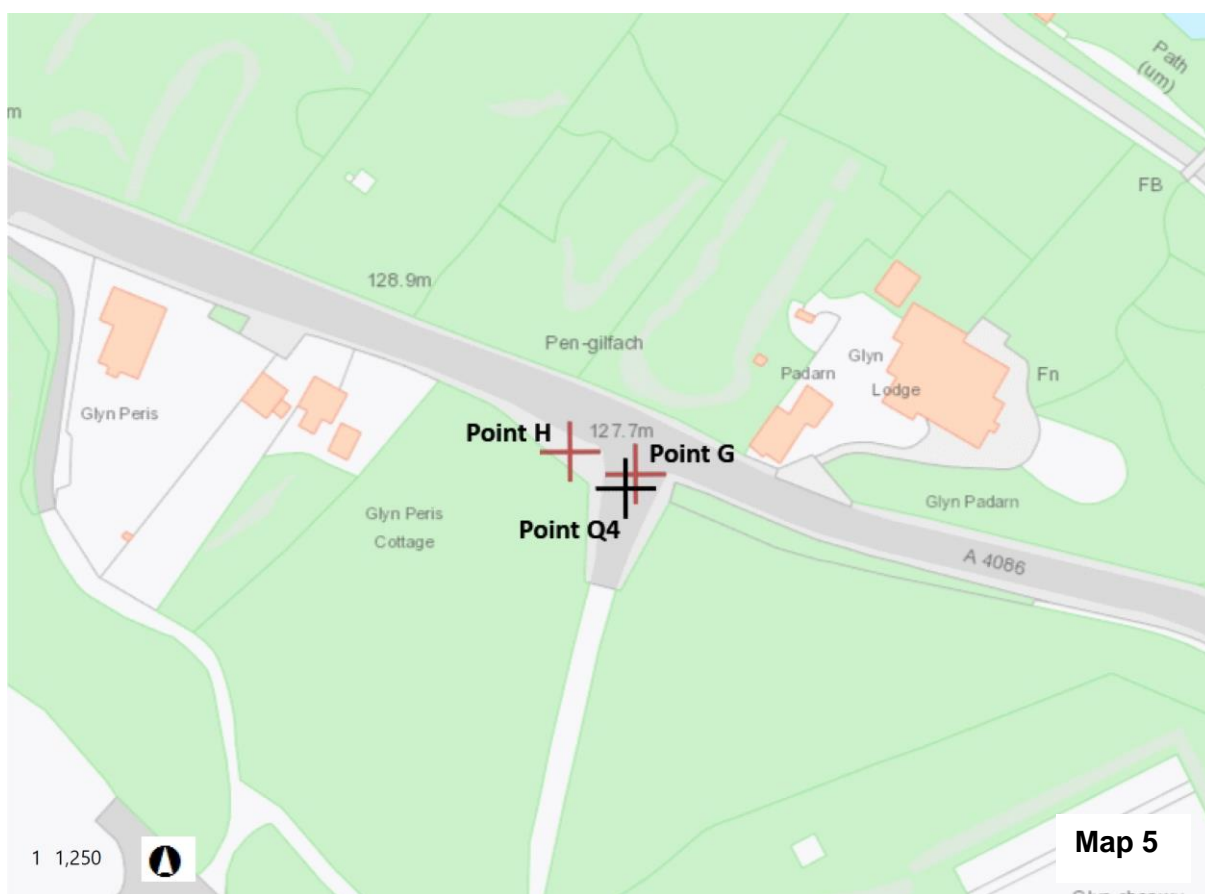 Path
(um)
m
FB
128.9m
Pen-gilfach
Glyn
Padarn
Lodge
Fn
Glyn Peris
Point H
127.7m
Point G
Glyn Peris
Cottage
Point Q4
Glyn Padarn
A 4086
1 1,250
Map 5